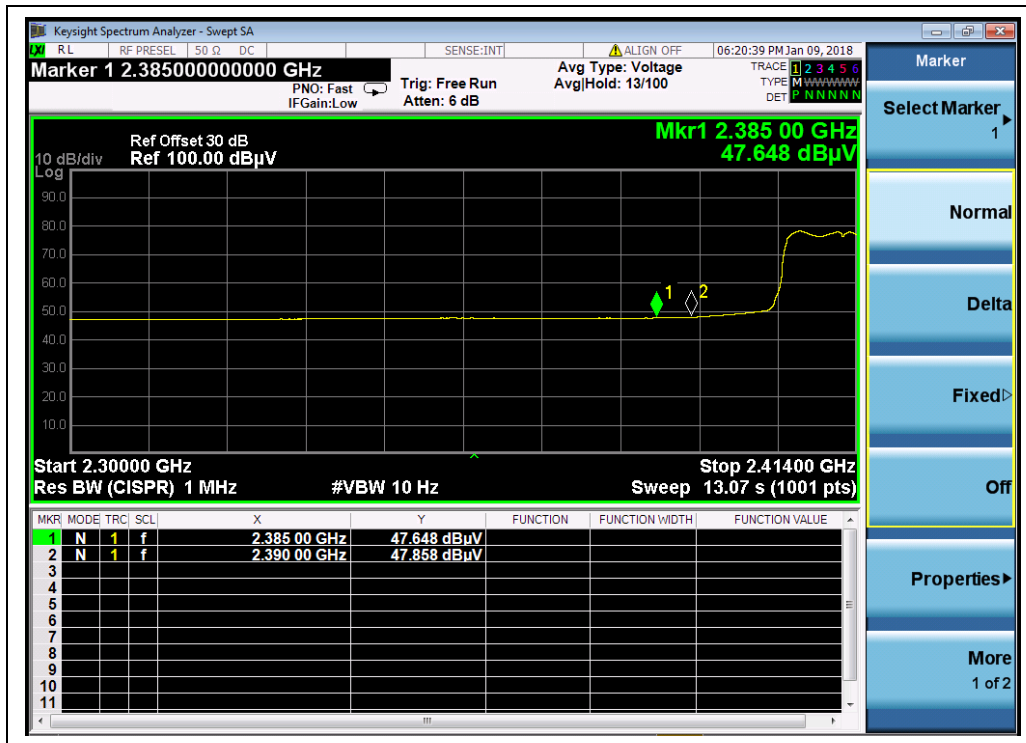 Keysight Spectrum Analyzer - Swept SA
LXI RL RF PRESEL 50 Ω DC SENSE:INT ALIGN OFF 06:20:39 PM Jan 09, 2018
Marker 1 2.385000000000 GHz
PNO: Fast
IFGain:Low
Trig: Free Run
Atten: 6 dB
Avg Type: Voltage
Avg|Hold: 13/100
TRACE 1 2 3 4 5 6
TYPE M W W W W W
DET P N N N N N
Mkr1 2.385 00 GHz
47.648 dBµV
Ref Offset 30 dB
10 dB/div Ref 100.00 dBµV
Log
90.0
80.0
70.0
60.0
50.0
40.0
30.0
20.0
10.0
1 2
Start 2.30000 GHz Stop 2.41400 GHz
Res BW (CISPR) 1 MHz #VBW 10 Hz Sweep 13.07 s (1001 pts)
MKR MODE TRC SCL X Y FUNCTION FUNCTION WIDTH FUNCTION VALUE
1 N 1 f 2.385 00 GHz 47.648 dBµV
2 N 1 f 2.390 00 GHz 47.858 dBµV
3
4
5
6
7
8
9
10
11
Marker
Select Marker
1
Normal
Delta
Fixed
Off
Properties
More
1 of 2